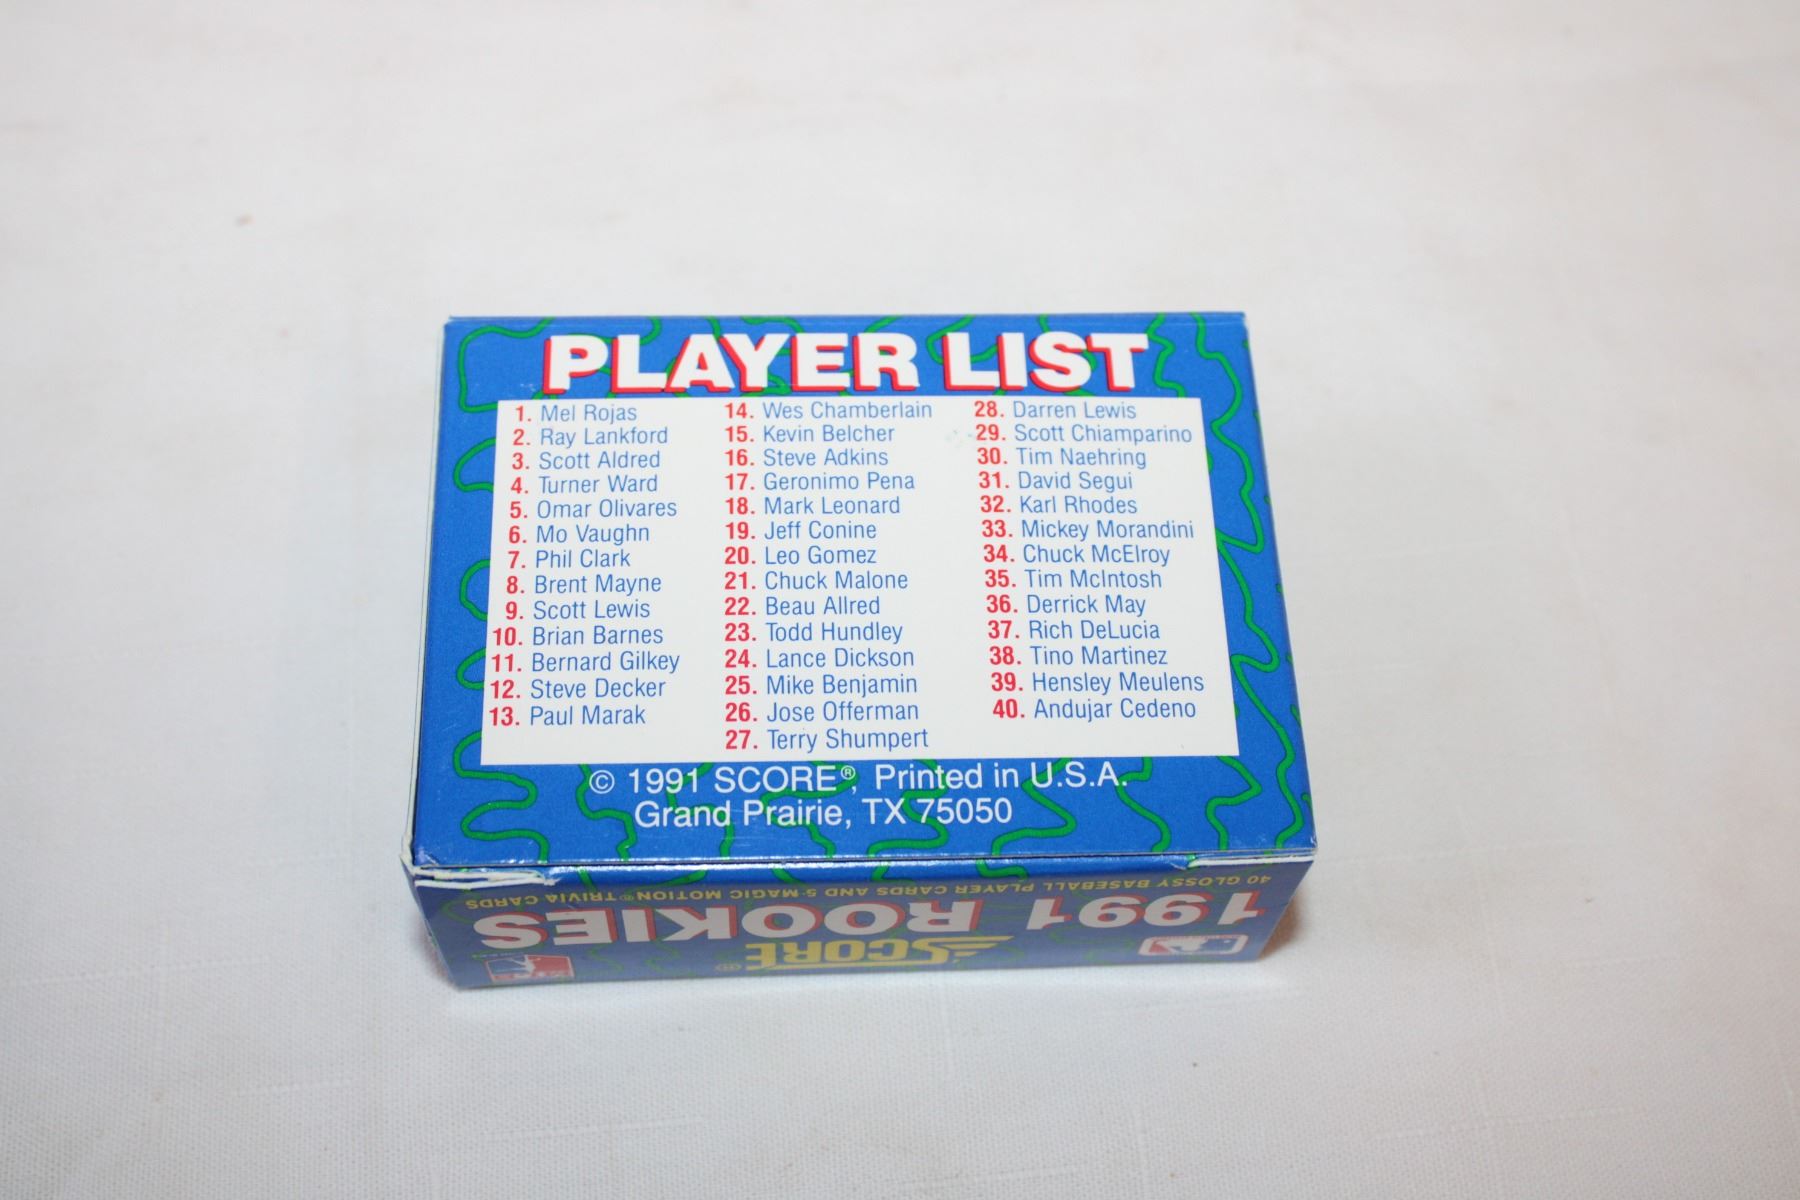 PLAYER LIST
1. Mel Rojas
2. Ray Lankford
3. Scott Aldred
4. Turner Ward
5. Omar Olivares
6. Mo Vaughn
7. Phil Clark
8. Brent Mayne
9. Scott Lewis
10. Brian Barnes
11. Bernard Gilkey
12. Steve Decker
13. Paul Marak
14. Wes Chamberlain
15. Kevin Belcher
16. Steve Adkins
17. Geronimo Pena
18. Mark Leonard
19. Jeff Conine
20. Leo Gomez
21. Chuck Malone
22. Beau Allred
23. Todd Hundley
24. Lance Dickson
25. Mike Benjamin
26. Jose Offerman
27. Terry Shumpert
28. Darren Lewis
29. Scott Chiamparino
30. Tim Naehring
31. David Segui
32. Karl Rhodes
33. Mickey Morandini
34. Chuck McElroy
35. Tim McIntosh
36. Derrick May
37. Rich DeLucia
38. Tino Martinez
39. Hensley Meulens
40. Andujar Cedeno
© 1991 SCORE®, Printed in U.S.A.
Grand Prairie, TX 75050
SCORE®
1991 ROOKIES
40 GLOSSY BASEBALL PLAYER CARDS AND 5 MAGIC MOTION® TRIVIA CARDS